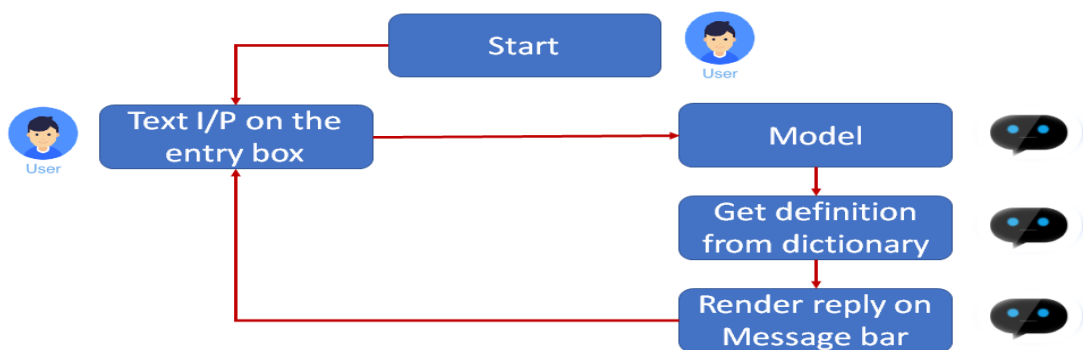 Start
User
Text I/P on the
entry box
User
Model
Get definition
from dictionary
Render reply on
Message bar